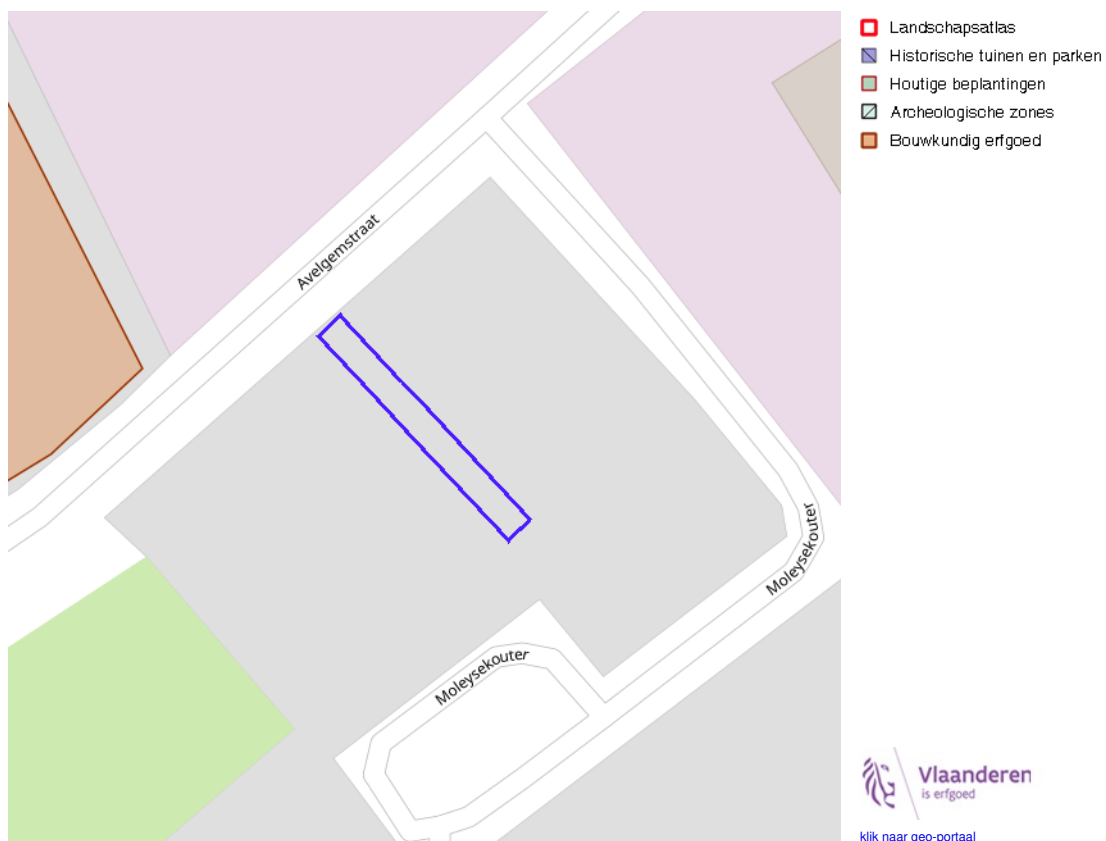 Landschapsatlas
Historische tuinen en parken
Houtige beplantingen
Archeologische zones
Bouwkundig erfgoed
Avelgemstraat
Moleysekouter
Moleysekouter
Vlaanderen
is erfgoed
klik naar geo-portaal